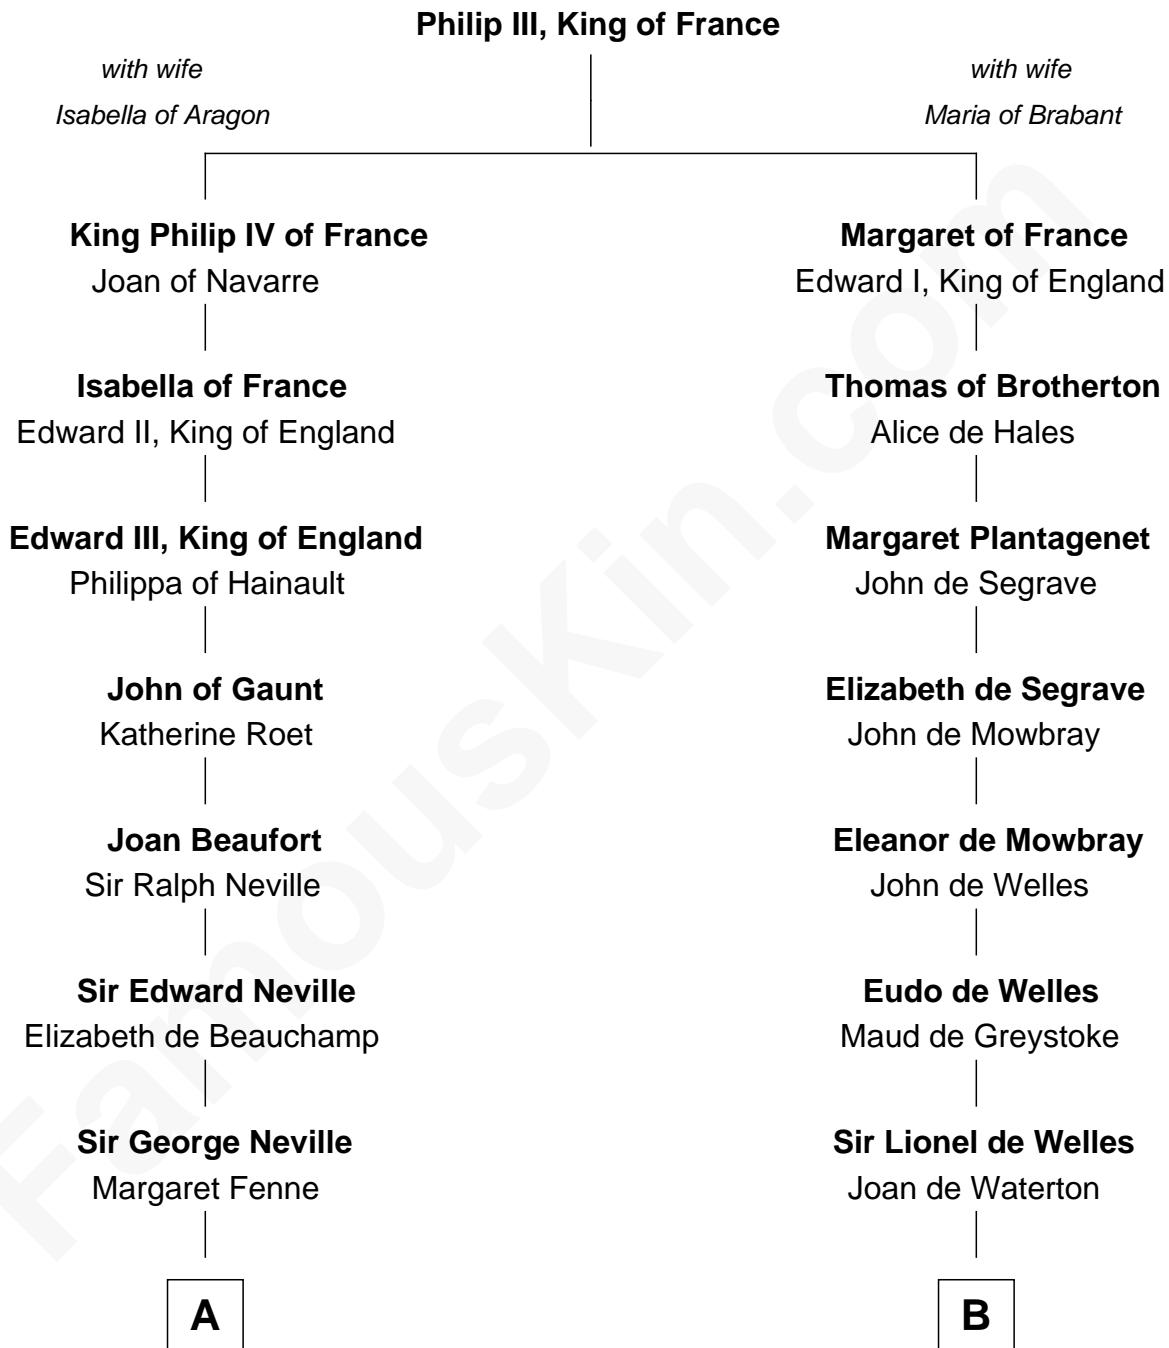 Philip III, King of France
with wife
Isabella of Aragon
with wife
Maria of Brabant
King Philip IV of France
Joan of Navarre
Margaret of France
Edward I, King of England
Isabella of France
Edward II, King of England
Thomas of Brotherton
Alice de Hales
Edward III, King of England
Philippa of Hainault
Margaret Plantagenet
John de Segrave
John of Gaunt
Katherine Roet
Elizabeth de Segrave
John de Mowbray
Joan Beaufort
Sir Ralph Neville
Eleanor de Mowbray
John de Welles
Sir Edward Neville
Elizabeth de Beauchamp
Eudo de Welles
Maud de Greystoke
Sir George Neville
Margaret Fenne
Sir Lionel de Welles
Joan de Waterton
A
B
FamousKin.com